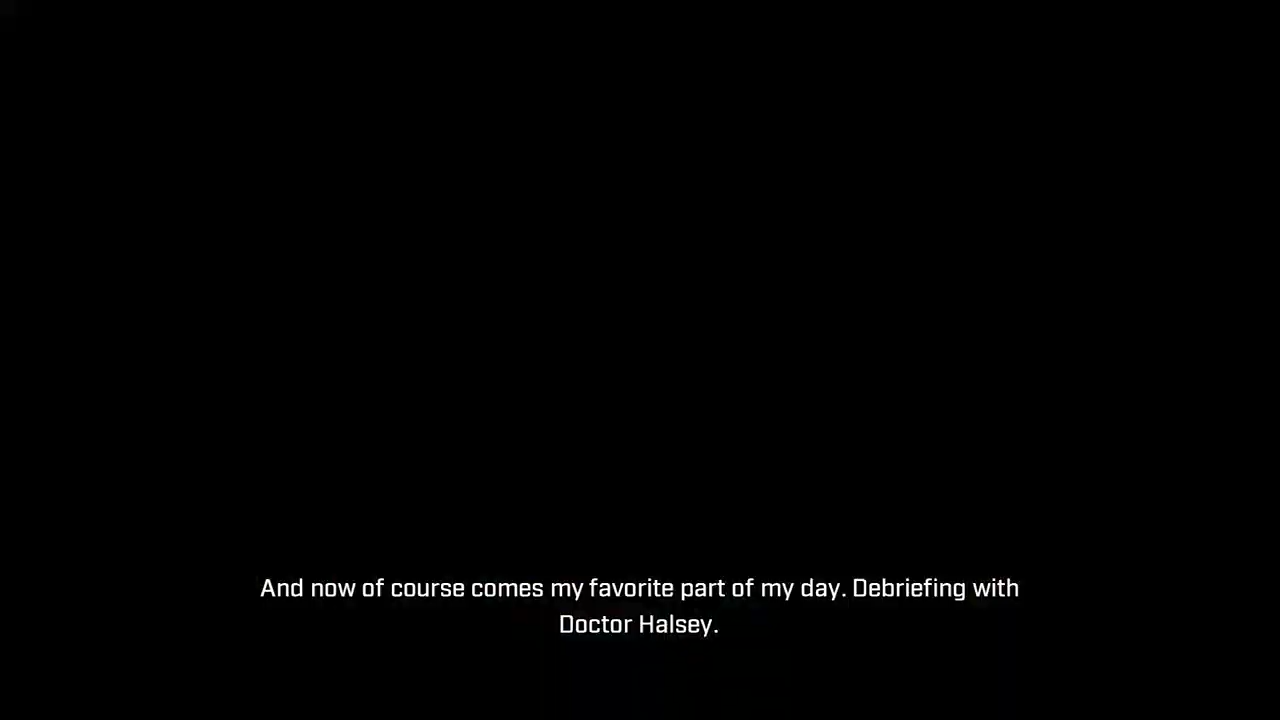 And now of course comes my favorite part of my day. Debriefing with
Doctor Halsey.